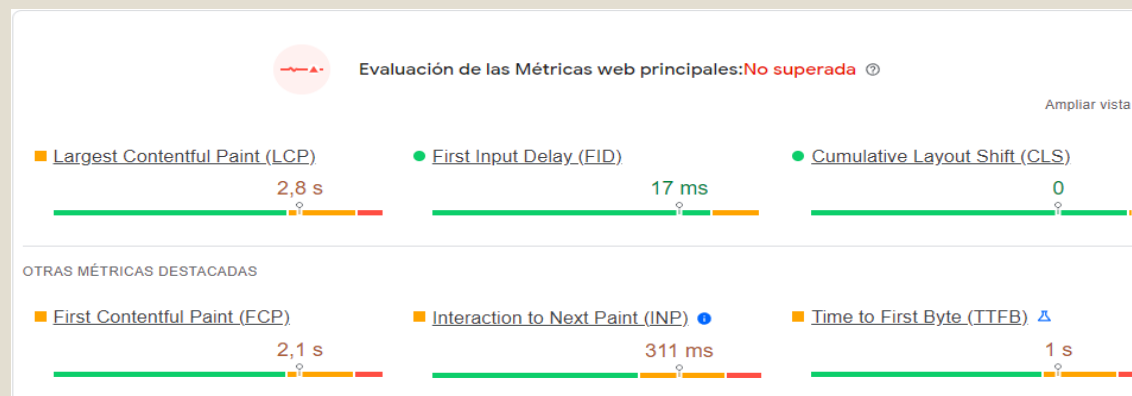 Evaluación de las Métricas web principales:No superada
Ampliar vista
Largest Contentful Paint (LCP)
2,8 s
First Input Delay (FID)
17 ms
Cumulative Layout Shift (CLS)
0
OTRAS MÉTRICAS DESTACADAS
First Contentful Paint (FCP)
2,1 s
Interaction to Next Paint (INP)
311 ms
Time to First Byte (TTFB)
1 s